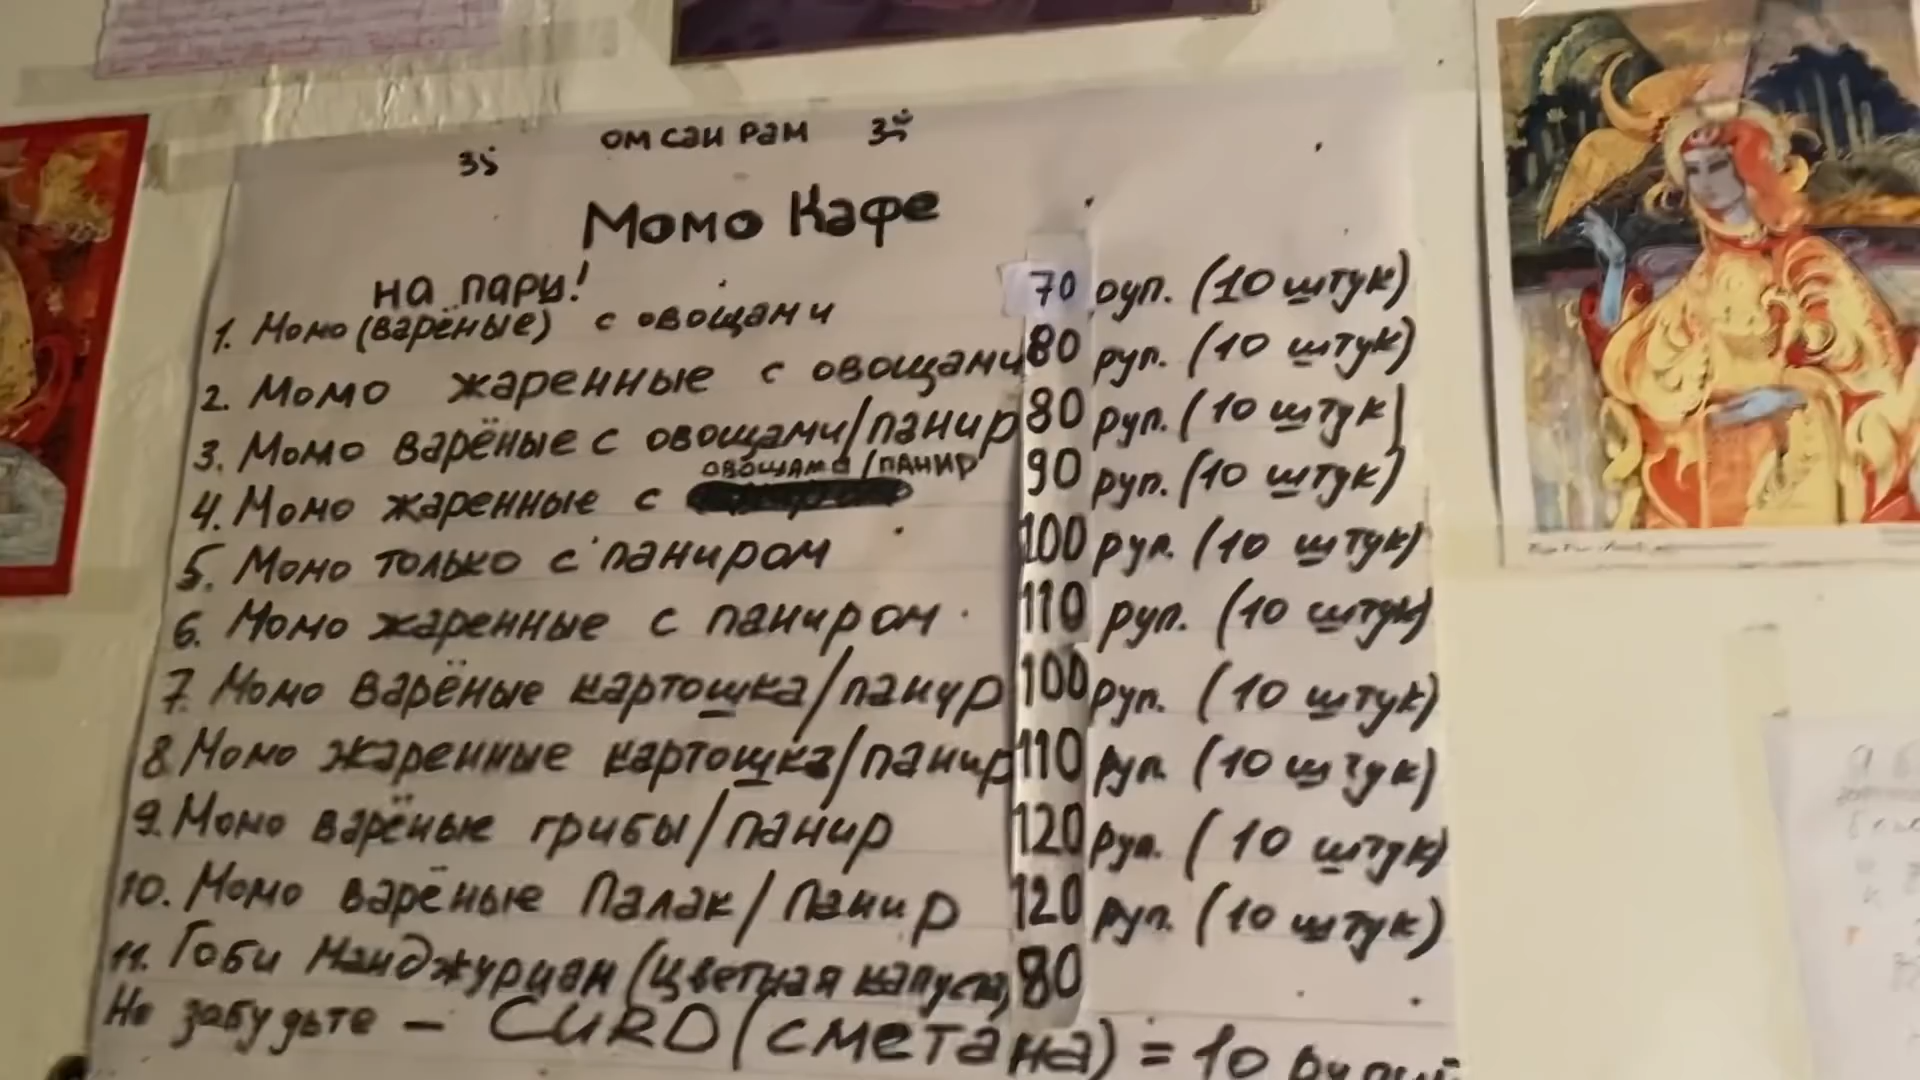 ом саи рам
Момо Кафе
на пару!
1. Момо (варёные) с овощами 70 руп. (10 штук)
2. Момо жаренные с овощами 80 руп. (10 штук)
3. Момо варёные с овощами/панир 80 руп. (10 штук)
овощами/панир
4. Момо жаренные с 90 руп. (10 штук)
5. Момо только с паниром 100 руп. (10 штук)
6. Момо жаренные с паниром 110 руп. (10 штук)
7. Момо варёные картошка/панир 100 руп. (10 штук)
8. Момо жаренные картошка/панир 110 руп. (10 штук)
9. Момо варёные грибы/панир 120 руп. (10 штук)
10. Момо варёные Палак/Панир 120 руп. (10 штук)
11. Гоби Манджуриан (цветная капуста) 80
Не забудьте – CURD (сметана) = 10 рупий